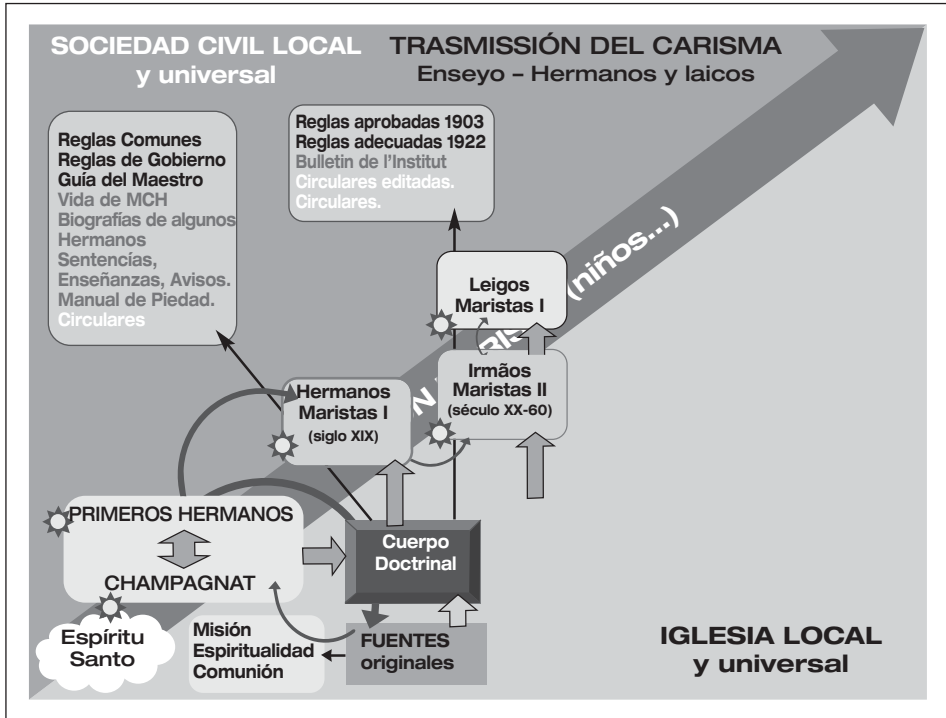 SOCIEDAD CIVIL LOCAL
y universal
TRASMISSIÓN DEL CARISMA
Enseyo – Hermanos y laicos
Reglas Comunes
Reglas de Gobierno
Guía del Maestro
Vida de MCH
Biografías de algunos
Hermanos
Sentencías,
Enseñanzas, Avisos.
Manual de Piedad.
Circulares
Reglas aprobadas 1903
Reglas adecuadas 1922
Bulletin de l’Institut
Circulares editadas.
Circulares.
(niños...)
Leigos
Maristas I
Irmãos
Maristas II
(século XX-60)
Hermanos
Maristas I
(siglo XIX)
PRIMEROS HERMANOS
CHAMPAGNAT
Cuerpo
Doctrinal
Espíritu
Santo
Misión
Espiritualidad
Comunión
FUENTES
originales
IGLESIA LOCAL
y universal